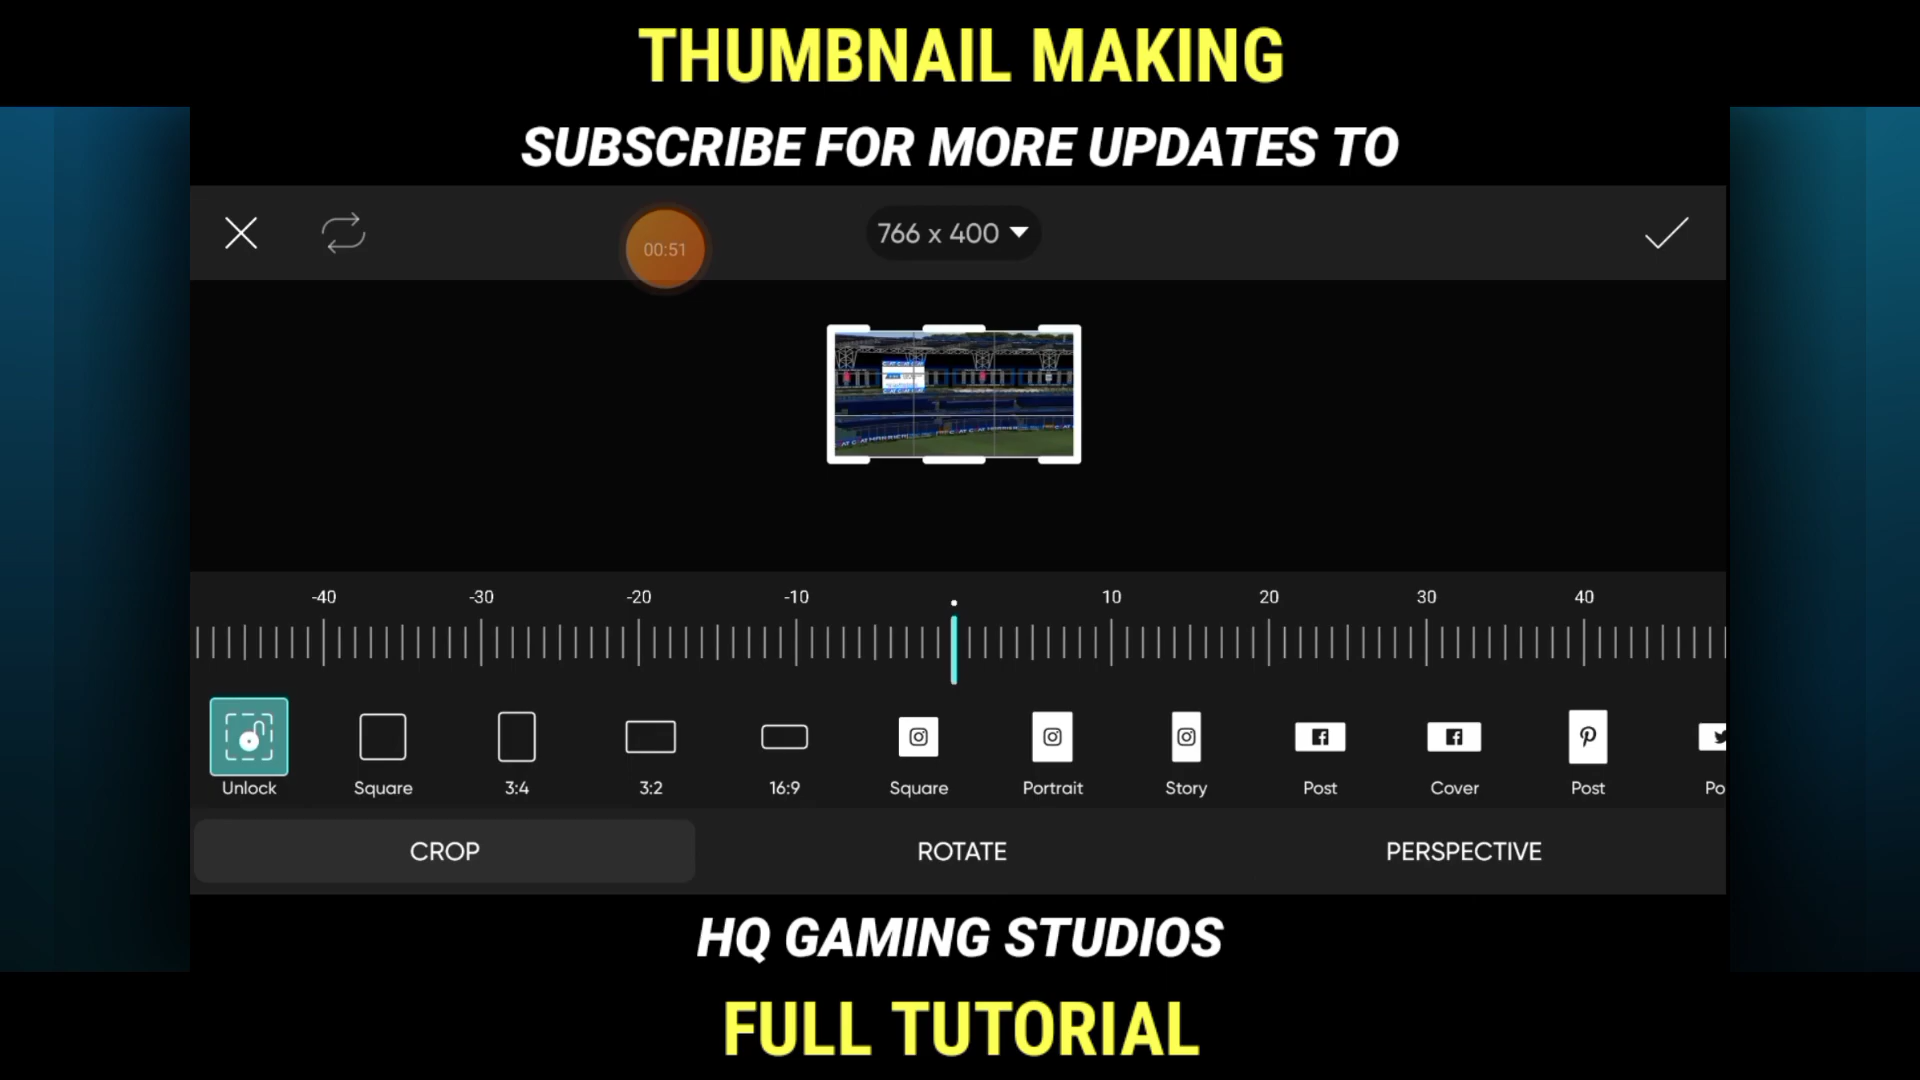 THUMBNAIL MAKING
SUBSCRIBE FOR MORE UPDATES TO
00:51
766 x 400
-40 -30 -20 -10 10 20 30 40
Unlock Square 3:4 3:2 16:9 Square Portrait Story Post Cover Post Po
CROP ROTATE PERSPECTIVE
HQ GAMING STUDIOS
FULL TUTORIAL